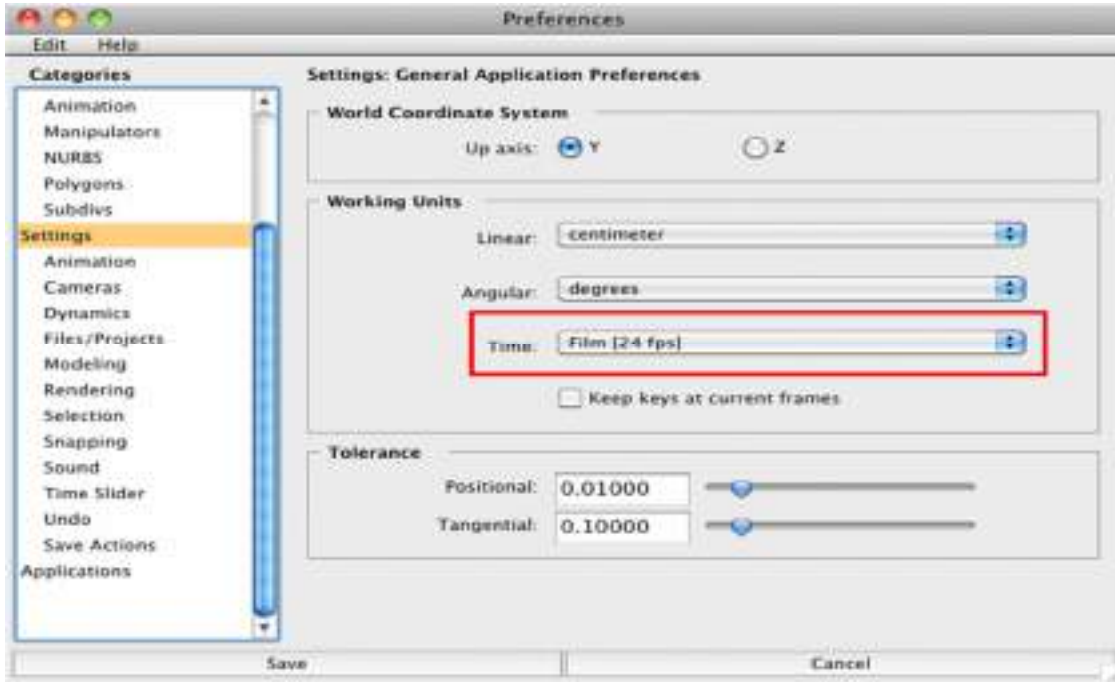 Preferences
Edit Help
Categories
Animation
Manipulators
NURBS
Polygons
Subdivs
Settings
Animation
Cameras
Dynamics
Files/Projects
Modeling
Rendering
Selection
Snapping
Sound
Time Slider
Undo
Save Actions
Applications
Settings: General Application Preferences
World Coordinate System
Up axis: Y Z
Working Units
Linear: centimeter
Angular: degrees
Time: Film [24 fps]
Keep keys at current frames
Tolerance
Positional: 0.01000
Tangential: 0.10000
Save Cancel